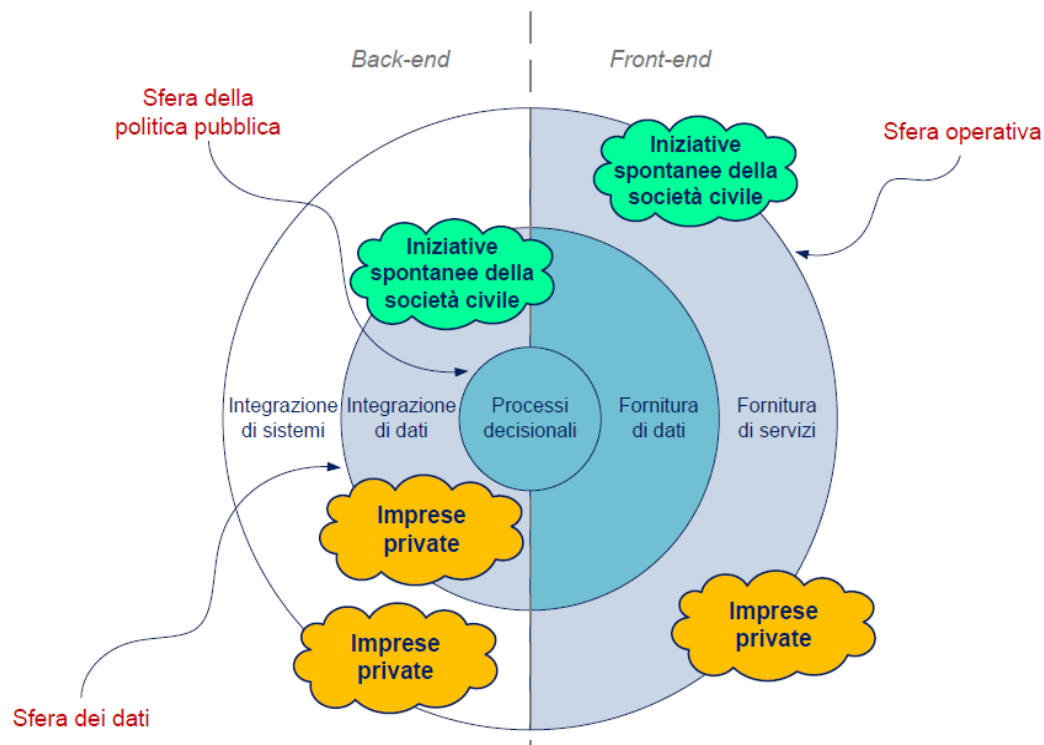 Back-end
Front-end
Sfera della
politica pubblica
Sfera operativa
Iniziative
spontanee della
società civile
Iniziative
spontanee della
società civile
Integrazione
di sistemi
Integrazione
di dati
Processi
decisionali
Fornitura
di dati
Fornitura
di servizi
Imprese
private
Imprese
private
Imprese
private
Sfera dei dati